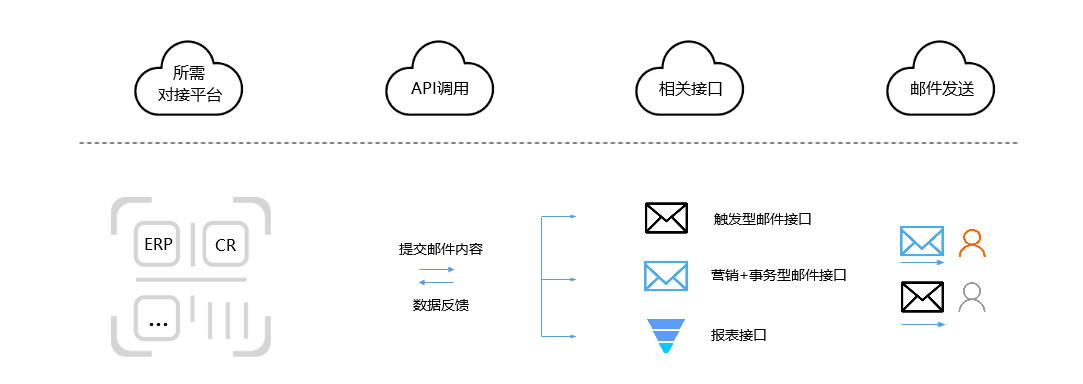 所需
对接平台
API调用
相关接口
邮件发送
ERP
CR
...
提交邮件内容
数据反馈
触发型邮件接口
营销+事务型邮件接口
报表接口